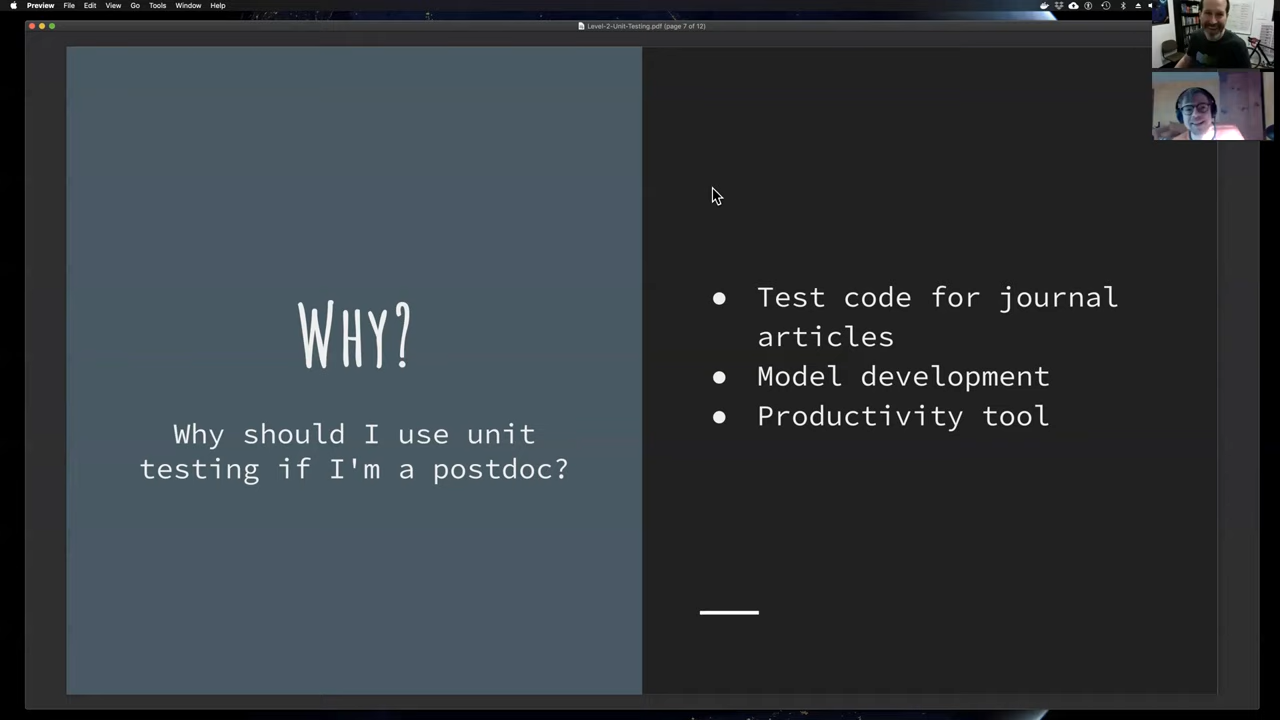 Preview File Edit View Go Tools Window Help
Level-2-Unit-Testing.pdf (page 7 of 12)
WHY?
Why should I use unit
testing if I'm a postdoc?
● Test code for journal
articles
● Model development
● Productivity tool